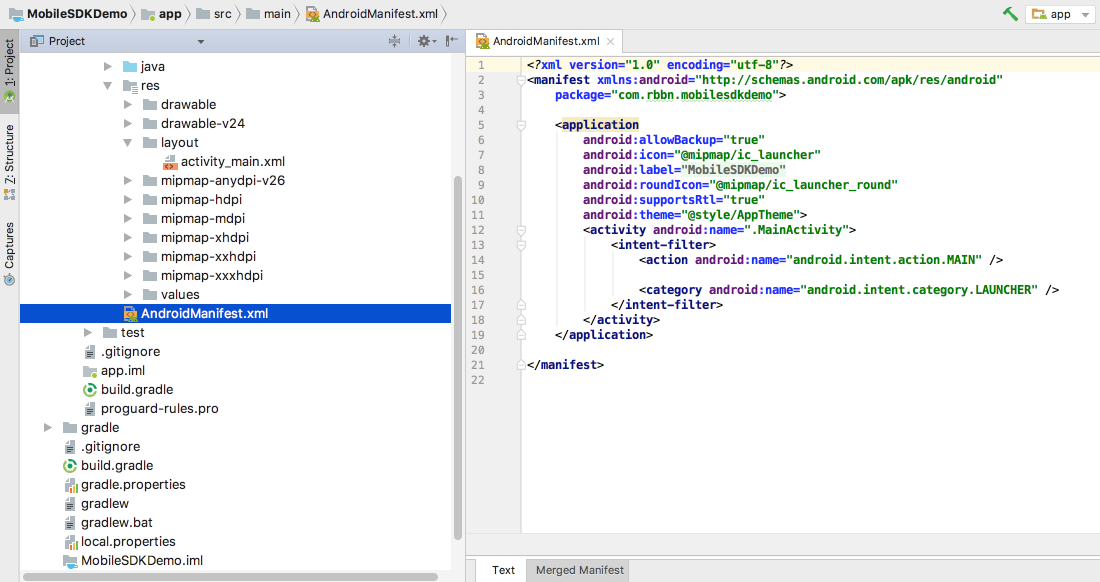 MobileSDKDemo app src main AndroidManifest.xml app
1: Project
Z: Structure
Captures
Project
java
res
drawable
drawable-v24
layout
activity_main.xml
mipmap-anydpi-v26
mipmap-hdpi
mipmap-mdpi
mipmap-xhdpi
mipmap-xxhdpi
mipmap-xxxhdpi
values
AndroidManifest.xml
test
.gitignore
app.iml
build.gradle
proguard-rules.pro
gradle
.gitignore
build.gradle
gradle.properties
gradlew
gradlew.bat
local.properties
MobileSDKDemo.iml
AndroidManifest.xml
1 <?xml version="1.0" encoding="utf-8"?>
2 <manifest xmlns:android="http://schemas.android.com/apk/res/android"
3 package="com.rbbn.mobilesdkdemo">
4
5 <application
6 android:allowBackup="true"
7 android:icon="@mipmap/ic_launcher"
8 android:label="MobileSDKDemo"
9 android:roundIcon="@mipmap/ic_launcher_round"
10 android:supportsRtl="true"
11 android:theme="@style/AppTheme">
12 <activity android:name=".MainActivity">
13 <intent-filter>
14 <action android:name="android.intent.action.MAIN" />
15
16 <category android:name="android.intent.category.LAUNCHER" />
17 </intent-filter>
18 </activity>
19 </application>
20
21 </manifest>
22
Text Merged Manifest